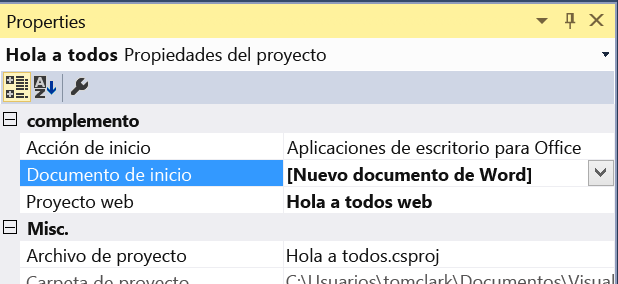 Properties
Hola a todos Propiedades del proyecto
complemento
Acción de inicio Aplicaciones de escritorio para Office
Documento de inicio [Nuevo documento de Word]
Proyecto web Hola a todos web
Misc.
Archivo de proyecto Hola a todos.csproj
Carpeta de proyecto C:\Usuarios\tomclark\Documentos\Visual